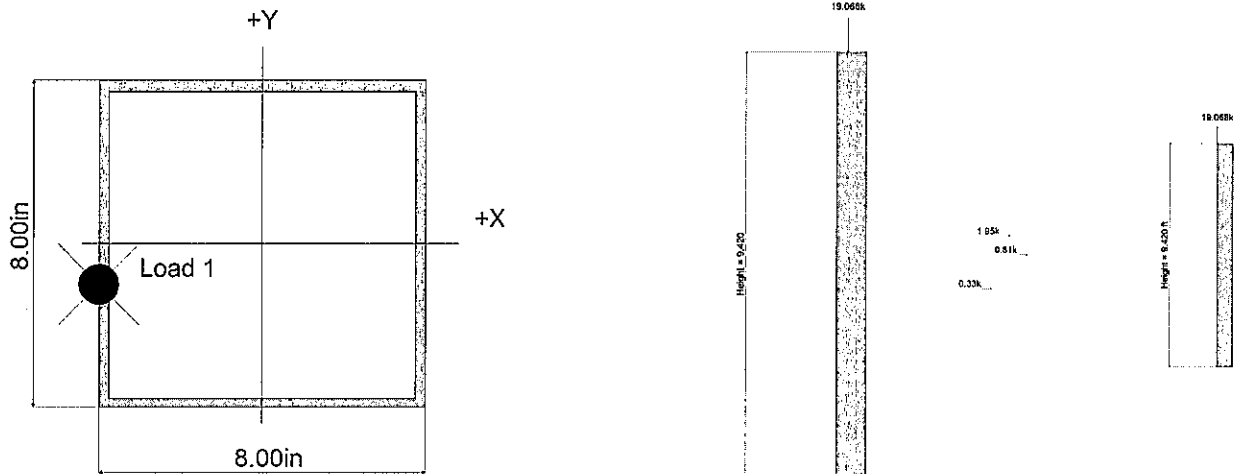 +Y
8.00in
+X
Load 1
8.00in
19.068k
Height = 9.420
1.95k
0.81k
0.33k
19.068k
Height = 9.420 ft